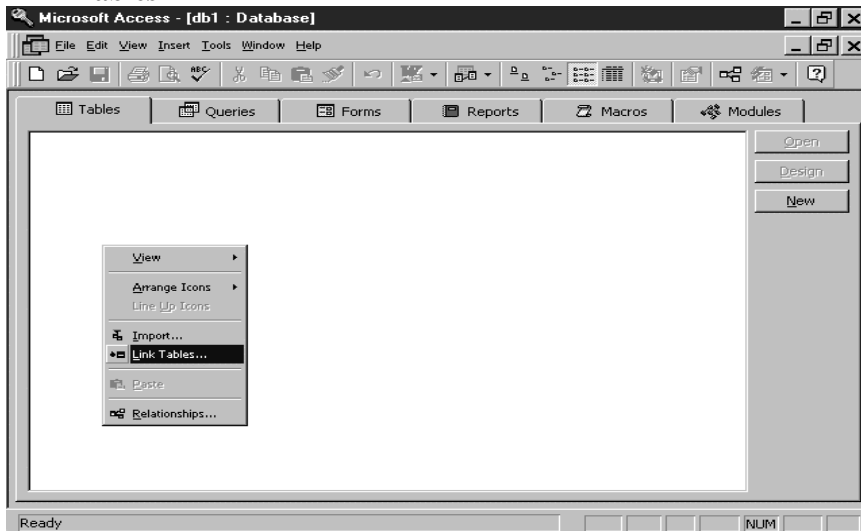 Microsoft Access - [db1 : Database]
File Edit View Insert Tools Window Help
ABC
Tables Queries Forms Reports Macros Modules
Open
Design
New
View
Arrange Icons
Line Up Icons
Import...
Link Tables...
Paste
Relationships...
Ready NUM